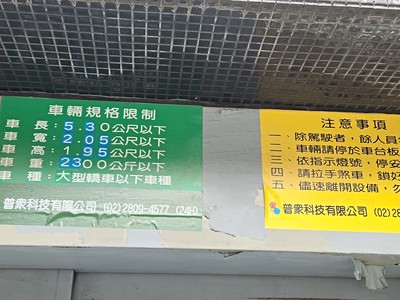 車輛規格限制
車長:5.30公尺以下
車寬:2.05公尺以下
車高:1.95公尺以下
車重:2300公斤以下
車種:大型轎車以下車種
普衆科技有限公司 (02)2809-4577 (24H)
注意事項
一、除駕駛者，餘人員
二、車輛請停於車台板
三、依指示燈號，停安
四、請拉手煞車，鎖好
五、儘速離開設備，勿
普衆科技有限公司 (02)28